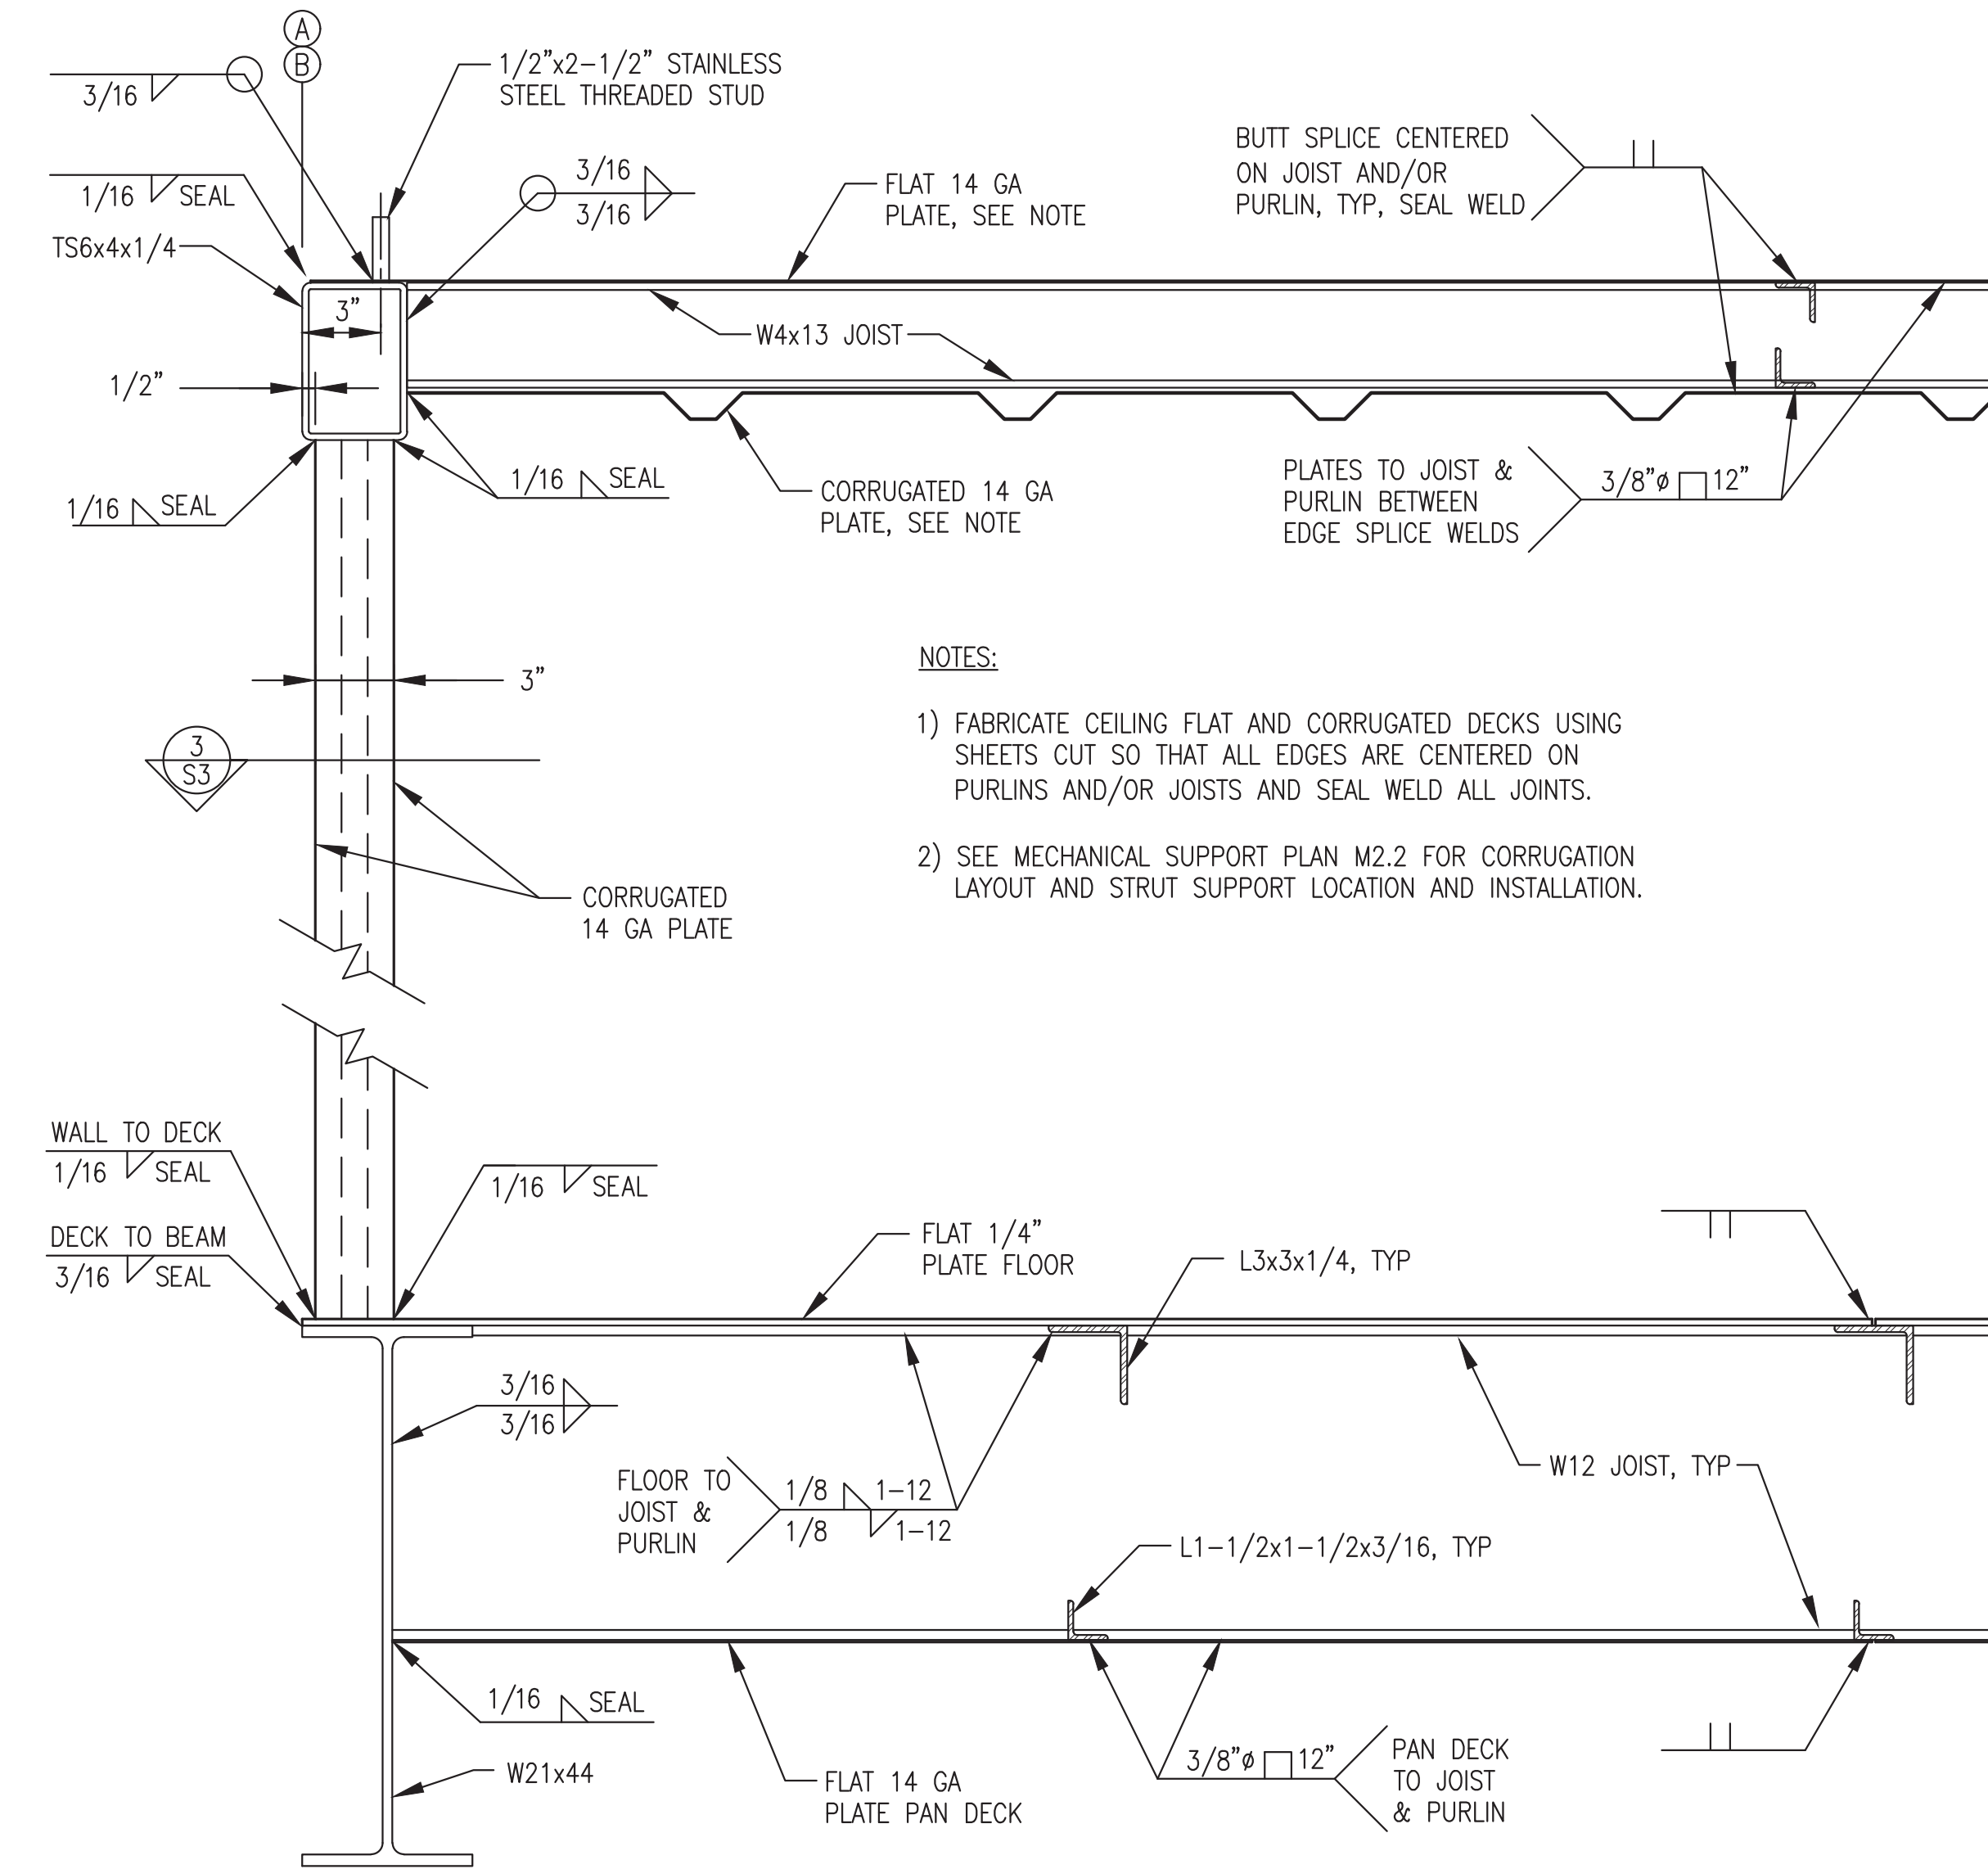 A
B
3/16
1/2"x2-1/2" STAINLESS
STEEL THREADED STUD
1/16 SEAL
TS6x4x1/4
3/16
3/16
FLAT 14 GA
PLATE, SEE NOTE
BUTT SPLICE CENTERED
ON JOIST AND/OR
PURLIN, TYP, SEAL WELD
3"
W4x13 JOIST
1/2"
1/16 SEAL
1/16 SEAL
CORRUGATED 14 GA
PLATE, SEE NOTE
PLATES TO JOIST &
PURLIN BETWEEN
EDGE SPLICE WELDS
3/8"ø 12"
3"
3
S3
NOTES:
1) FABRICATE CEILING FLAT AND CORRUGATED DECKS USING
SHEETS CUT SO THAT ALL EDGES ARE CENTERED ON
PURLINS AND/OR JOISTS AND SEAL WELD ALL JOINTS.
2) SEE MECHANICAL SUPPORT PLAN M2.2 FOR CORRUGATION
LAYOUT AND STRUT SUPPORT LOCATION AND INSTALLATION.
CORRUGATED
14 GA PLATE
WALL TO DECK
1/16 SEAL
DECK TO BEAM
3/16 SEAL
1/16 SEAL
FLAT 1/4"
PLATE FLOOR
L3x3x1/4, TYP
3/16
3/16
FLOOR TO
JOIST &
PURLIN
1/8 1-12
1/8 1-12
W12 JOIST, TYP
L1-1/2x1-1/2x3/16, TYP
1/16 SEAL
W21x44
FLAT 14 GA
PLATE PAN DECK
3/8"ø 12"
PAN DECK
TO JOIST
& PURLIN